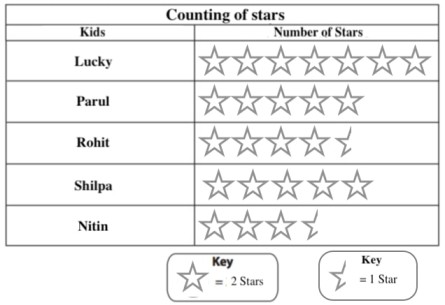 Counting of stars
Kids Number of Stars
Lucky
Parul
Rohit
Shilpa
Nitin
Key
= 2 Stars
Key
= 1 Star